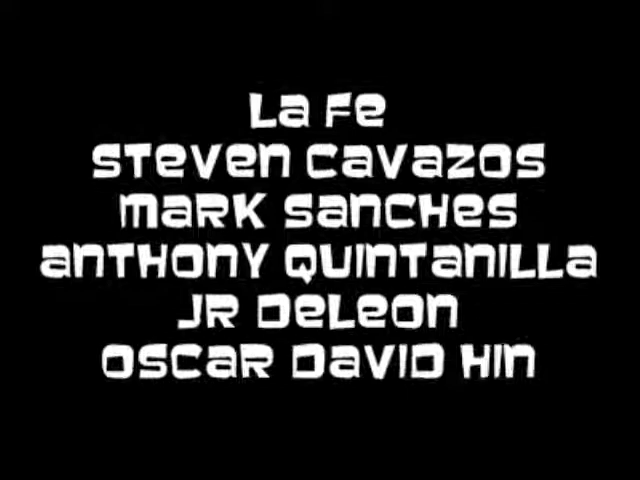 La Fe
Steven Cavazos
Mark Sanches
Anthony Quintanilla
JR DeLeon
Oscar David Hin